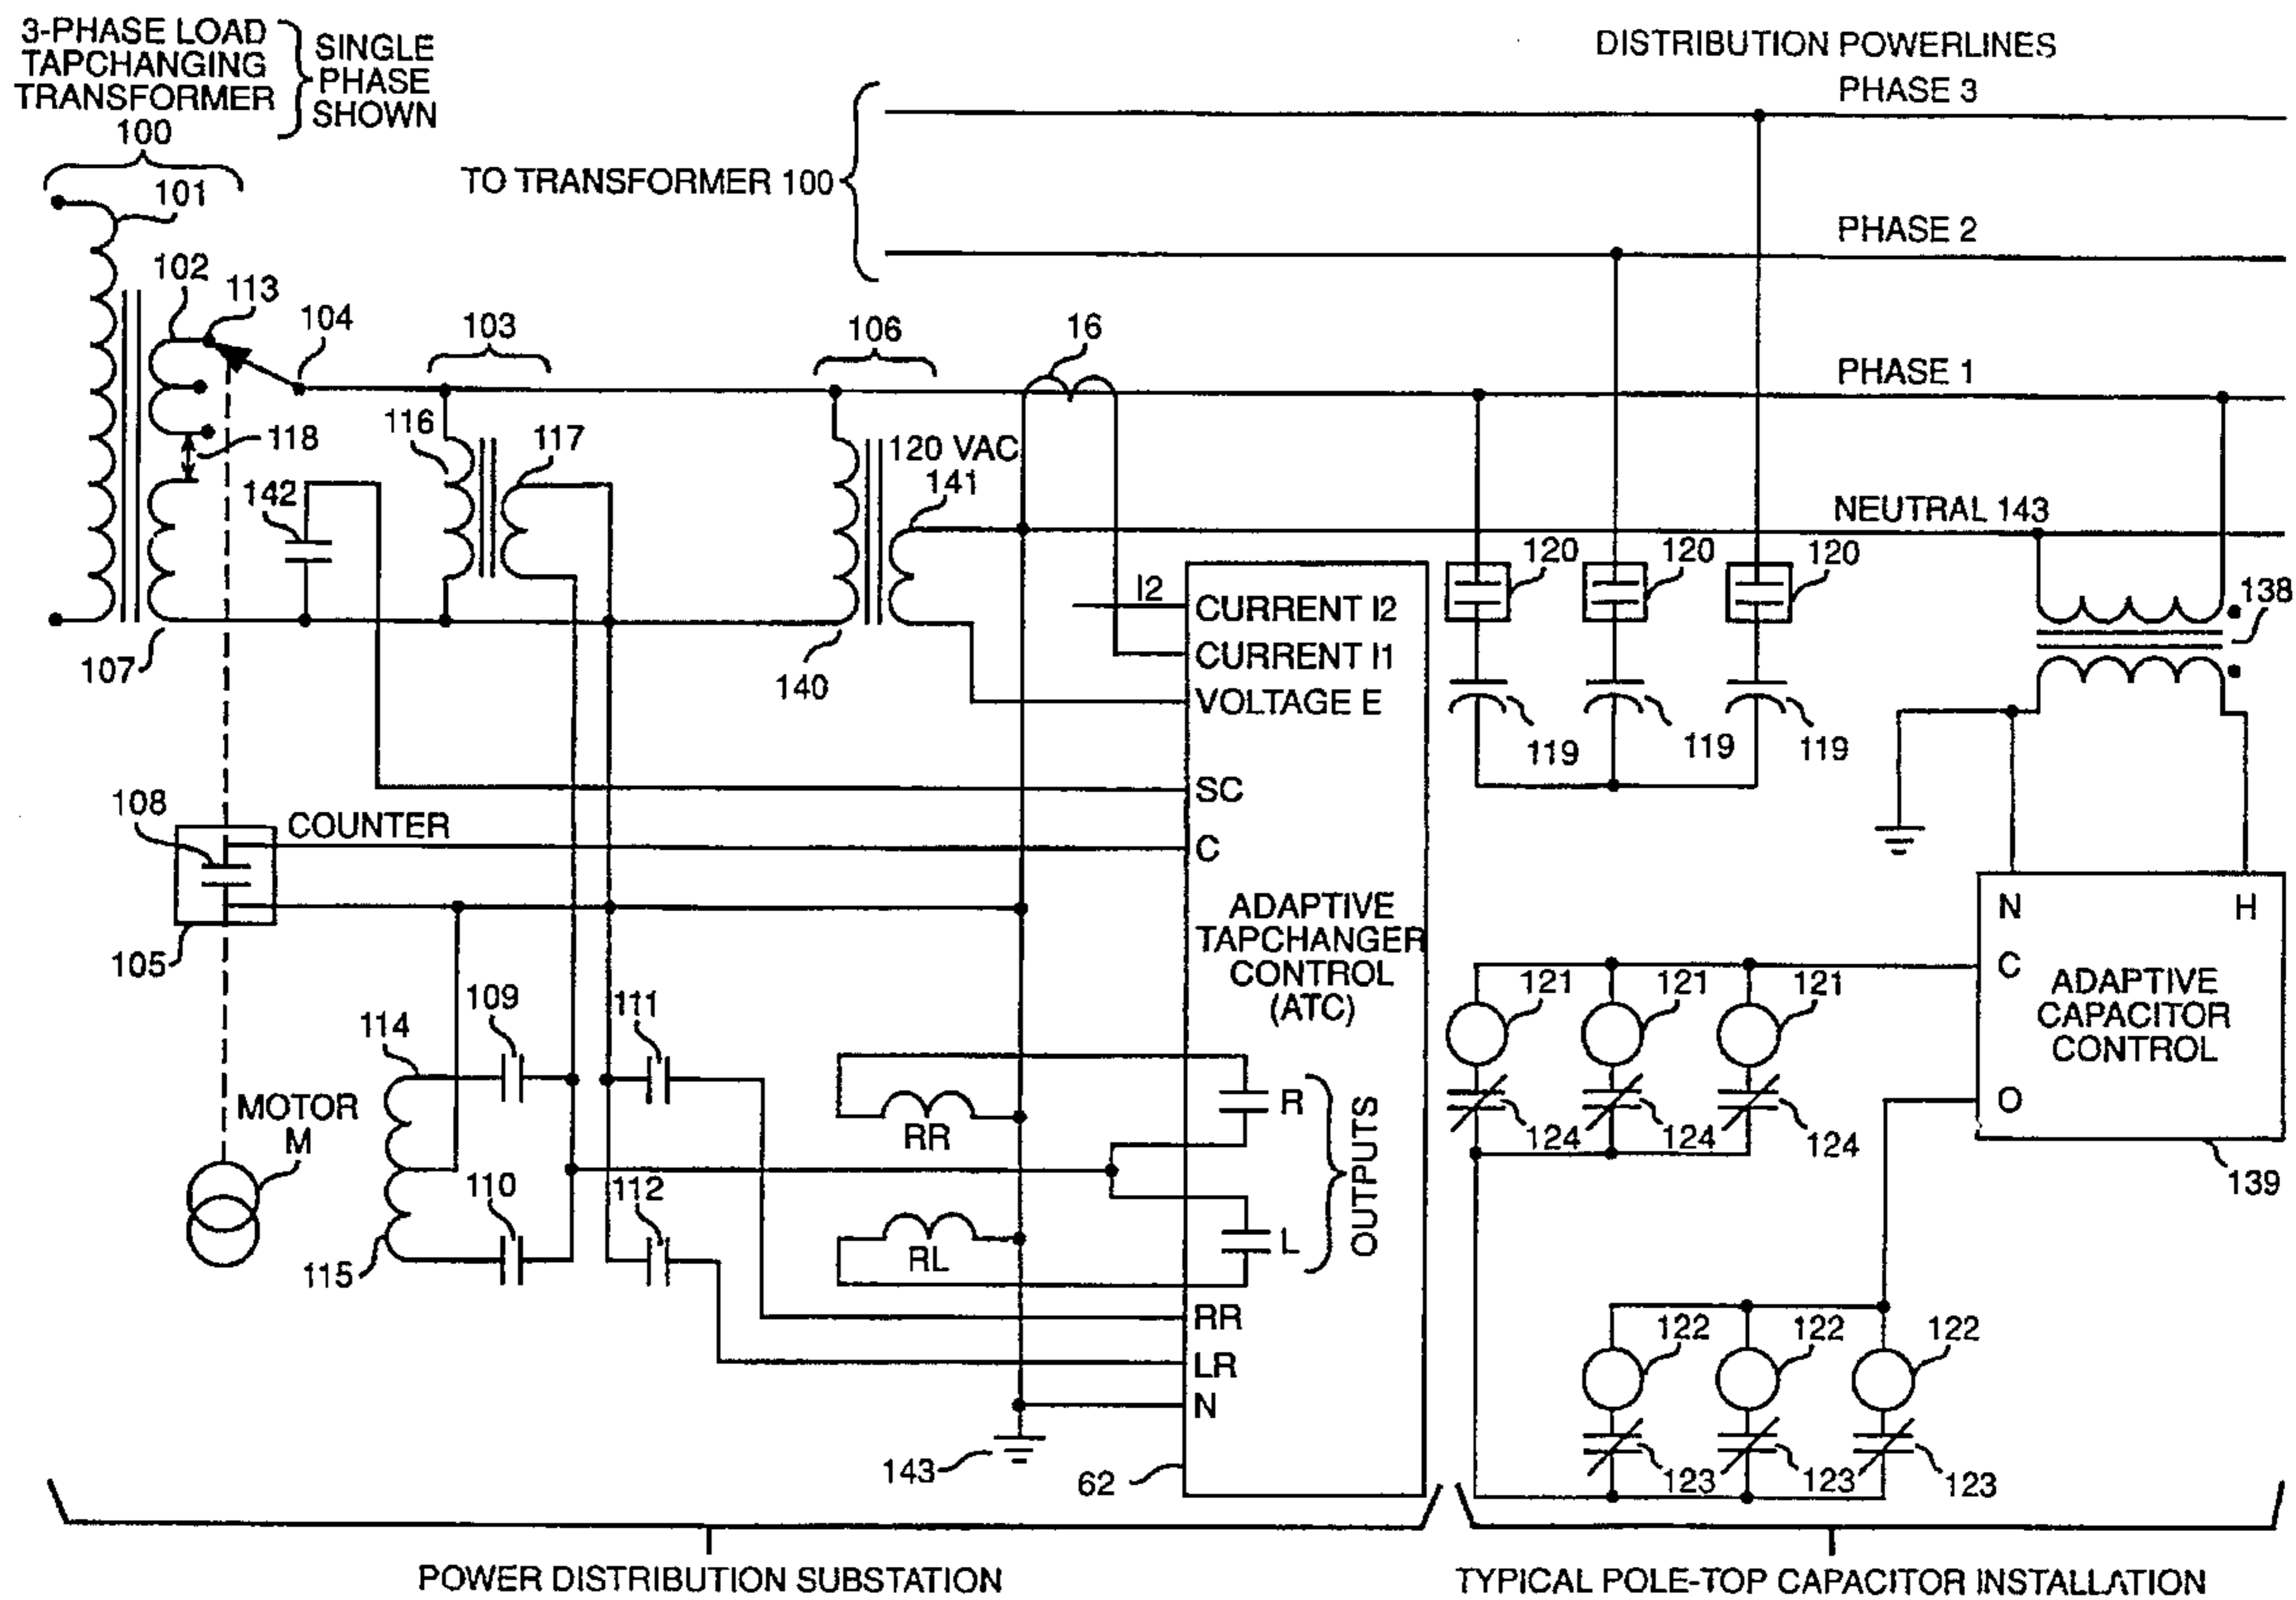 3-PHASE LOAD
TAPCHANGING
TRANSFORMER
100
SINGLE
PHASE
SHOWN
DISTRIBUTION POWERLINES
PHASE 3
TO TRANSFORMER 100
PHASE 2
101
102
113
104
103
106
16
PHASE 1
116
117
118
142
120 VAC
141
NEUTRAL 143
120
120
120
138
107
140
I2
CURRENT I2
CURRENT I1
VOLTAGE E
119
119
119
SC
108
COUNTER
C
105
ADAPTIVE
TAPCHANGER
CONTROL
(ATC)
N
H
C
ADAPTIVE
CAPACITOR
CONTROL
O
139
121
121
121
124
124
124
114
109
111
MOTOR
M
110
112
115
RR
RL
R
L
OUTPUTS
RR
LR
N
143
62
122
122
122
123
123
123
POWER DISTRIBUTION SUBSTATION
TYPICAL POLE-TOP CAPACITOR INSTALLATION